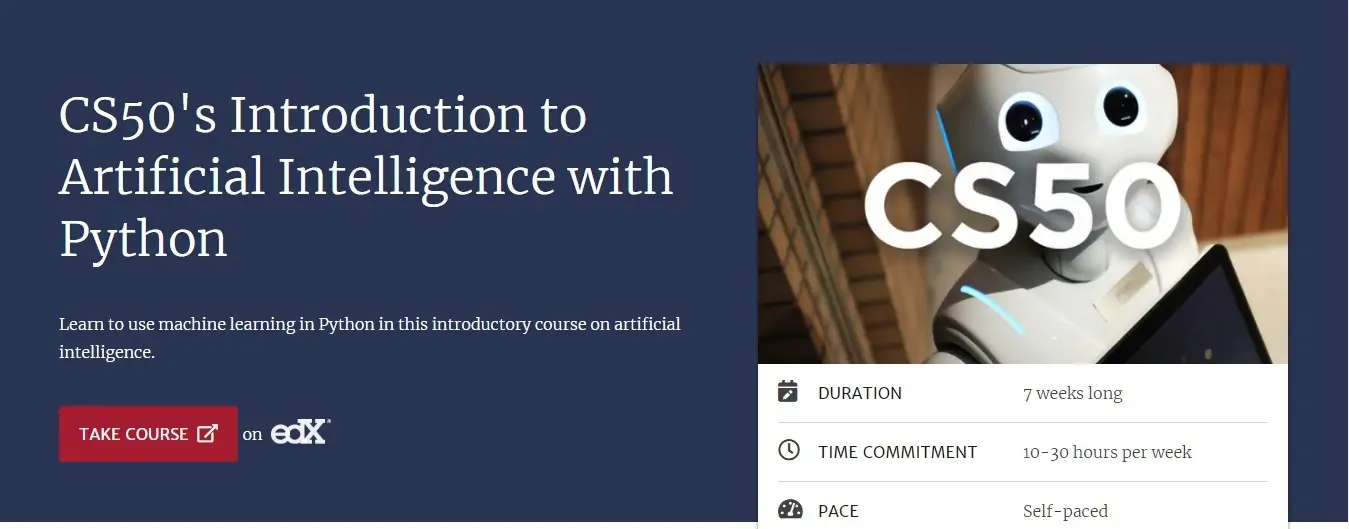 CS50's Introduction to
Artificial Intelligence with
Python
Learn to use machine learning in Python in this introductory course on artificial
intelligence.
TAKE COURSE on edX
CS50
DURATION 7 weeks long
TIME COMMITMENT 10-30 hours per week
PACE Self-paced